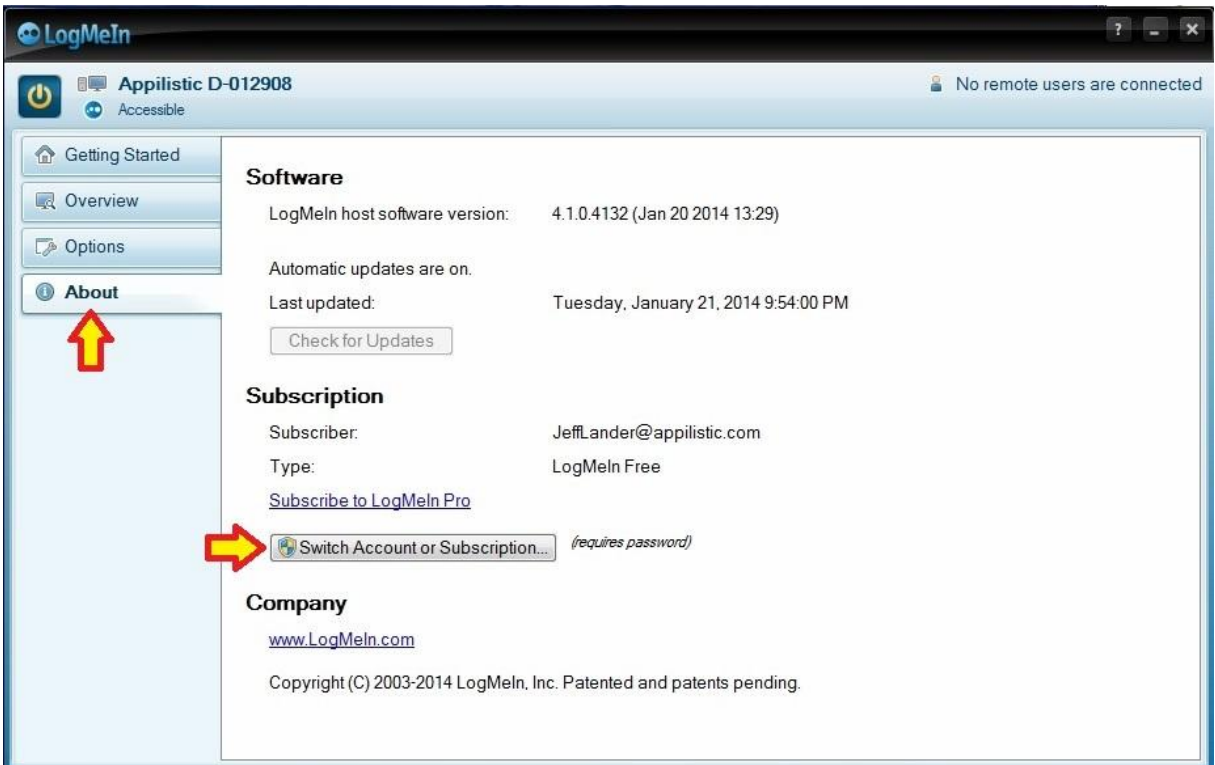 LogMeIn
Appilistic D-012908
Accessible
No remote users are connected
Getting Started
Overview
Options
About
Software
LogMeIn host software version: 4.1.0.4132 (Jan 20 2014 13:29)
Automatic updates are on.
Last updated: Tuesday, January 21, 2014 9:54:00 PM
Check for Updates
Subscription
Subscriber: JeffLander@appilistic.com
Type: LogMeIn Free
Subscribe to LogMeIn Pro
Switch Account or Subscription... (requires password)
Company
www.LogMeIn.com
Copyright (C) 2003-2014 LogMeIn, Inc. Patented and patents pending.